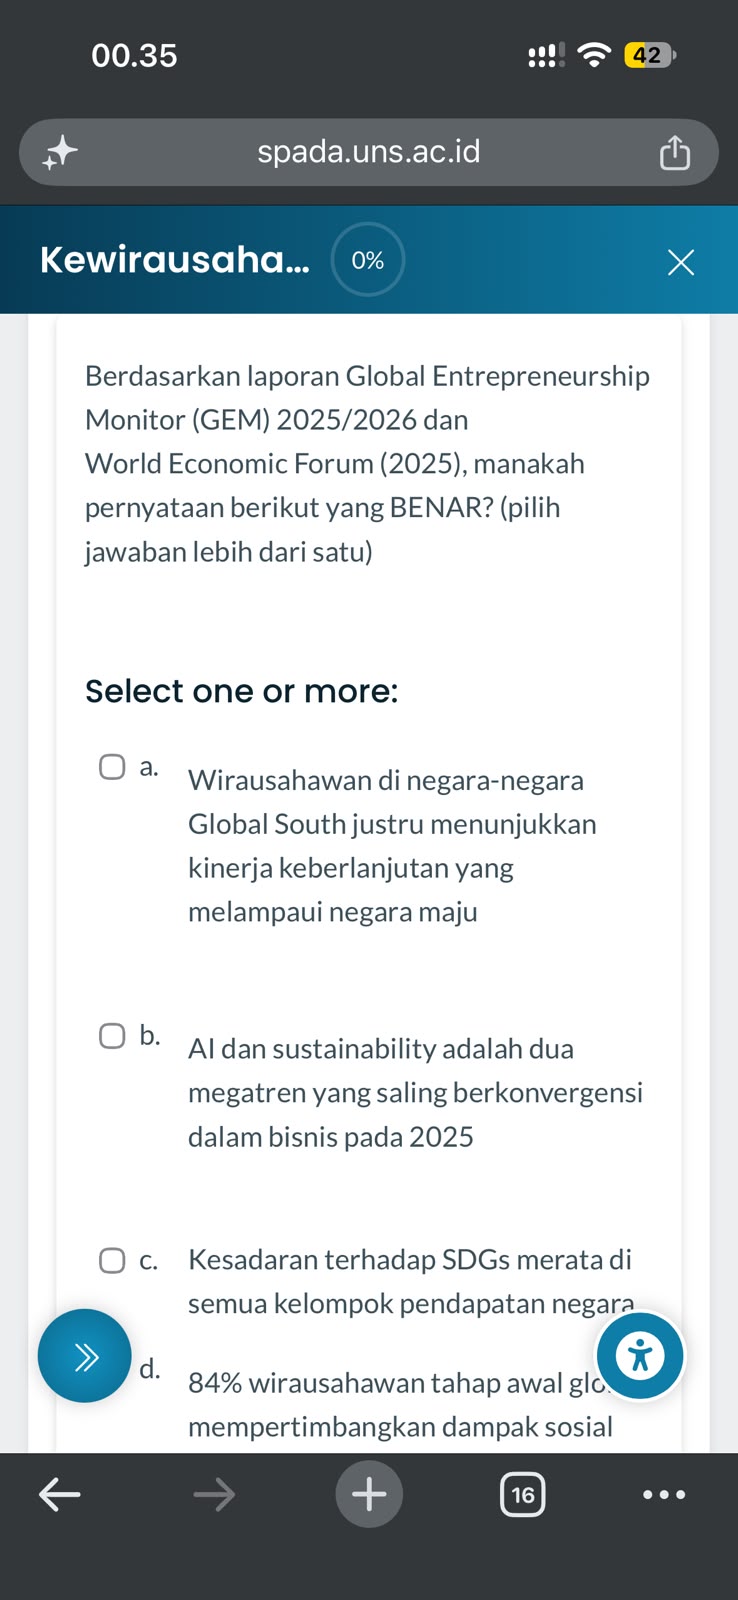 00.35
42
spada.uns.ac.id
Kewirausaha...
0%
Berdasarkan laporan Global Entrepreneurship
Monitor (GEM) 2025/2026 dan
World Economic Forum (2025), manakah
pernyataan berikut yang BENAR? (pilih
jawaban lebih dari satu)
Select one or more:
a. Wirausahawan di negara-negara
Global South justru menunjukkan
kinerja keberlanjutan yang
melampaui negara maju
b. AI dan sustainability adalah dua
megatren yang saling berkonvergensi
dalam bisnis pada 2025
c. Kesadaran terhadap SDGs merata di
semua kelompok pendapatan negara
d. 84% wirausahawan tahap awal
mempertimbangkan dampak sosial
16